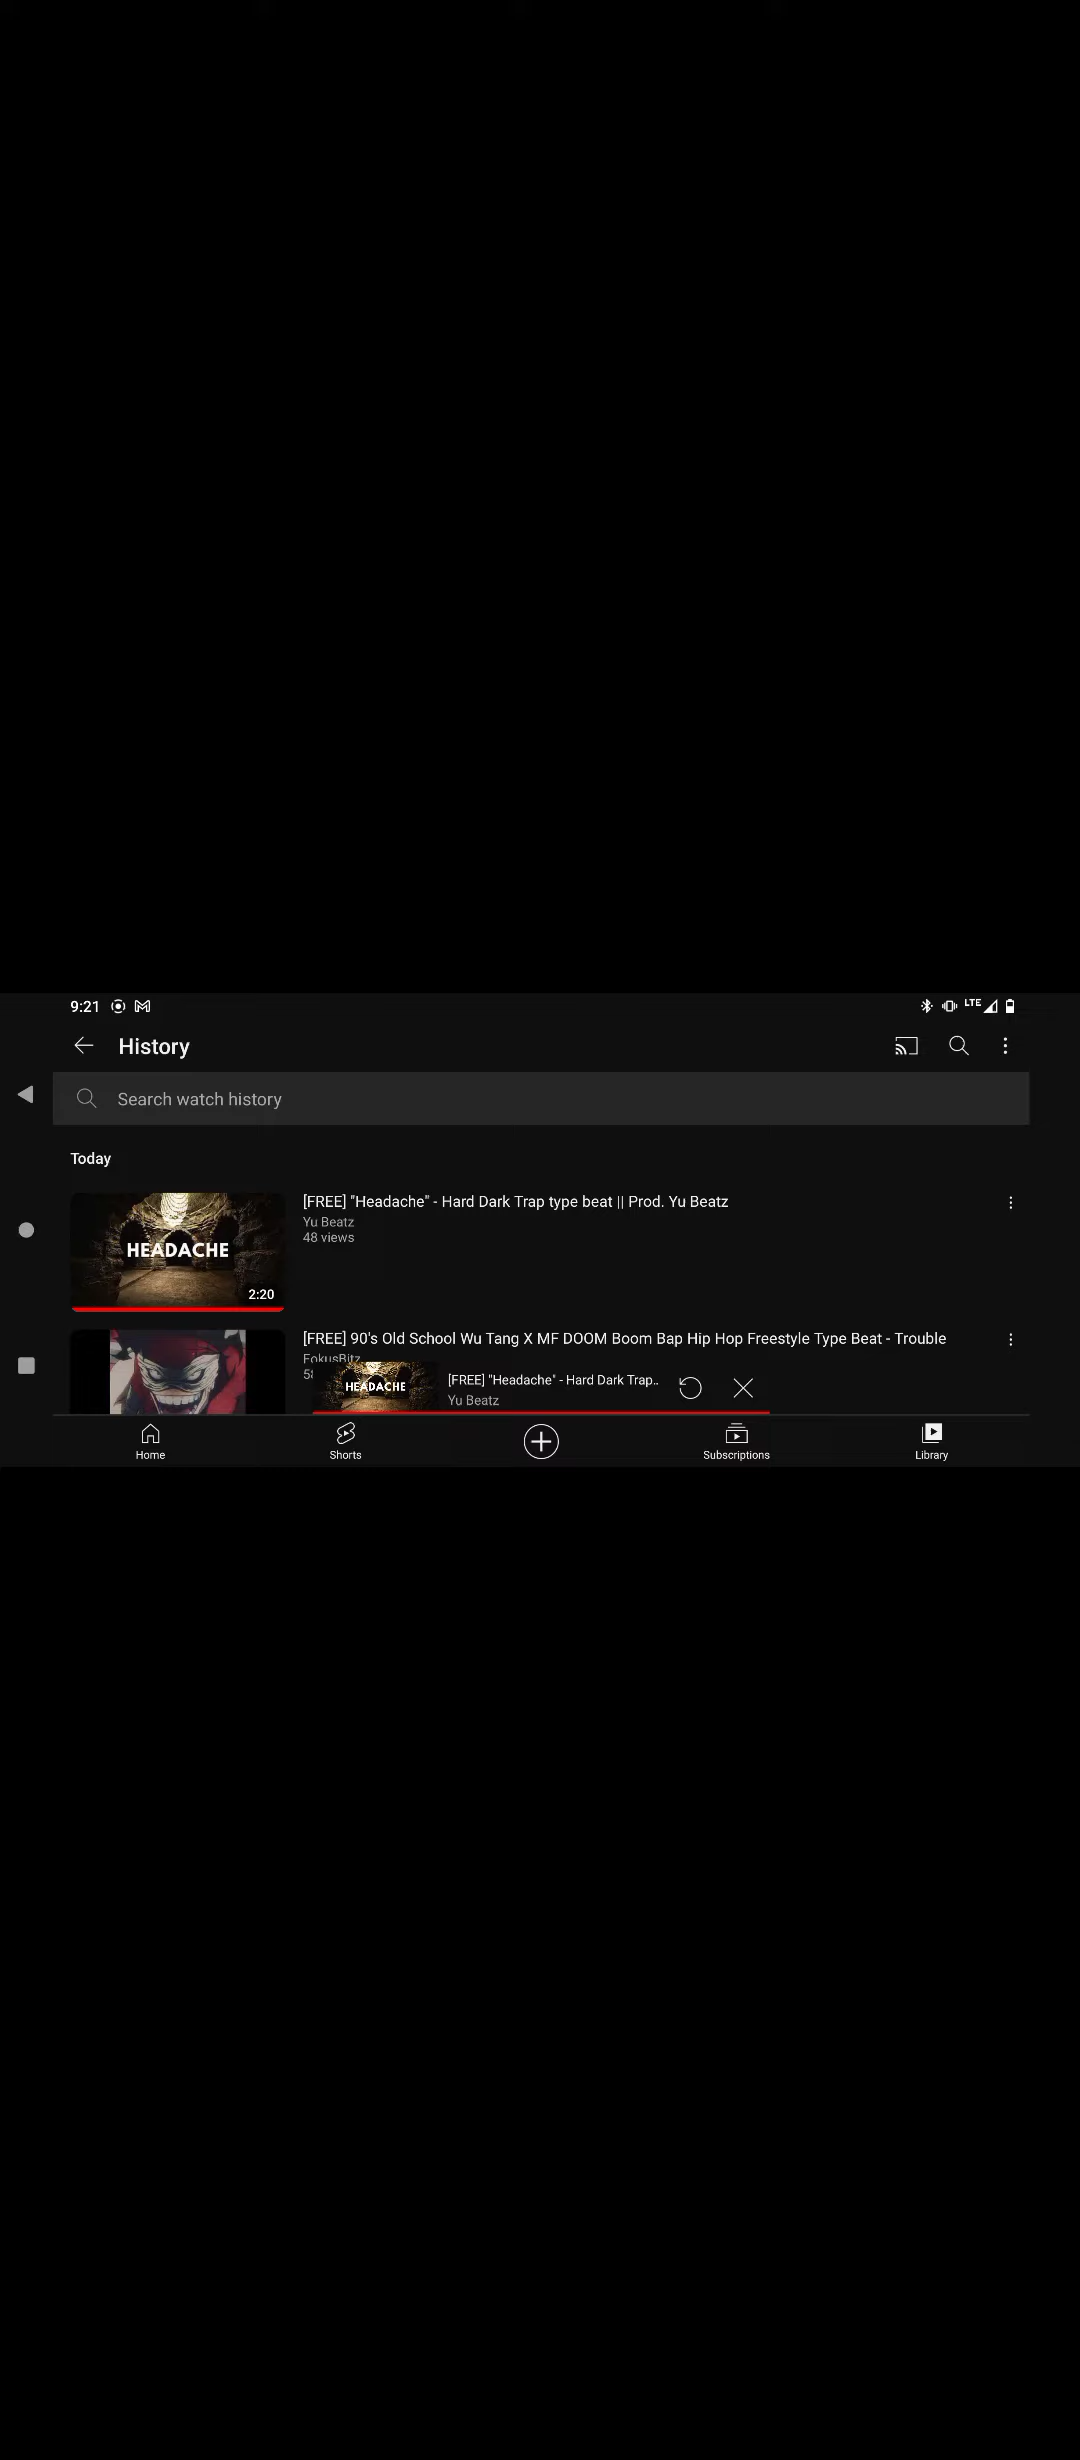 9:21
LTE
History
Search watch history
Today
[FREE] "Headache" - Hard Dark Trap type beat || Prod. Yu Beatz
Yu Beatz
48 views
HEADACHE
2:20
[FREE] 90's Old School Wu Tang X MF DOOM Boom Bap Hip Hop Freestyle Type Beat - Trouble
FokusBitz
HEADACHE
[FREE] "Headache" - Hard Dark Trap..
Yu Beatz
Home
Shorts
Subscriptions
Library